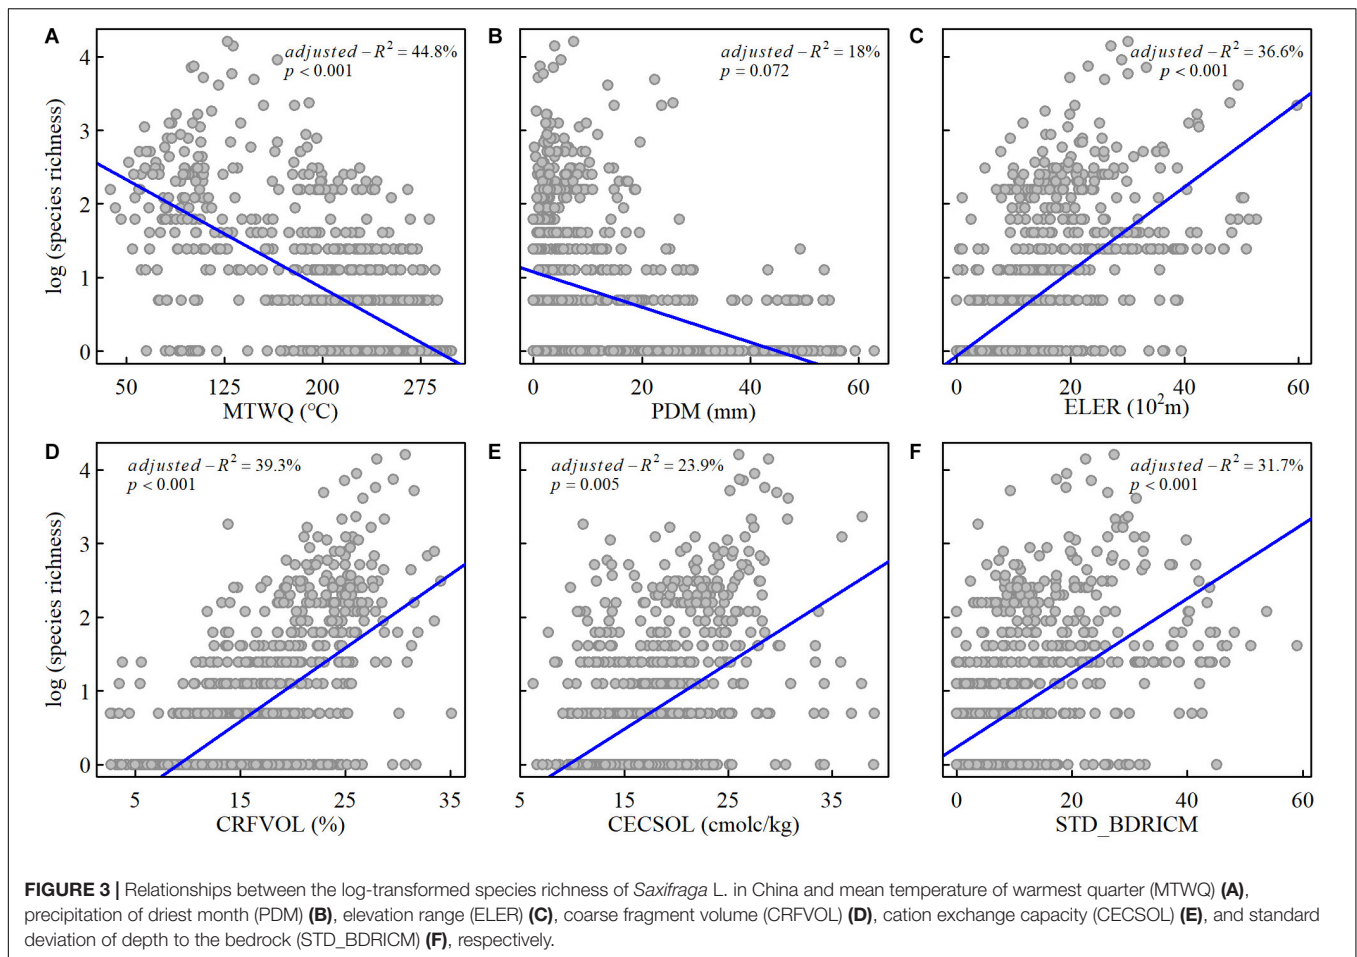 A
adjusted – R² = 44.8%
p < 0.001
log (species richness)
4
3
2
1
0
50 125 200 275
MTWQ (℃)
B
adjusted – R² = 18%
p = 0.072
0 20 40 60
PDM (mm)
C
adjusted – R² = 36.6%
p < 0.001
0 20 40 60
ELER (10²m)
D
adjusted – R² = 39.3%
p < 0.001
log (species richness)
4
3
2
1
0
5 15 25 35
CRFVOL (%)
E
adjusted – R² = 23.9%
p = 0.005
5 15 25 35
CECSOL (cmolc/kg)
F
adjusted – R² = 31.7%
p < 0.001
0 20 40 60
STD_BDRICM
FIGURE 3 | Relationships between the log-transformed species richness of Saxifraga L. in China and mean temperature of warmest quarter (MTWQ) (A),
precipitation of driest month (PDM) (B), elevation range (ELER) (C), coarse fragment volume (CRFVOL) (D), cation exchange capacity (CECSOL) (E), and standard
deviation of depth to the bedrock (STD_BDRICM) (F), respectively.